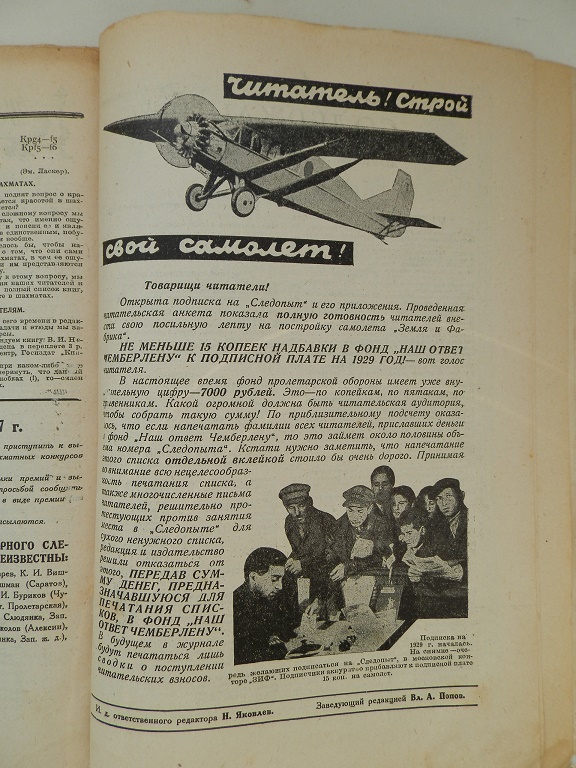 Крg4—f5
Крf5—f6
(Эм. Ласкер).
ШАХМАТАХ.
ЧИТАТЕЛЬ! СТРОЙ
СВОЙ САМОЛЕТ!
Товарищи читатели!
Открыта подписка на „Следопыт" и его приложения. Проведенная
читательская анкета показала полную готовность читателей вне-
сти свою посильную лепту на постройку самолета „Земля и Фа-
брика".
НЕ МЕНЬШЕ 15 КОПЕЕК НАДБАВКИ В ФОНД „НАШ ОТВЕТ
ЧЕМБЕРЛЕНУ" К ПОДПИСНОЙ ПЛАТЕ НА 1929 ГОД!—вот голос
читателя.
В настоящее время фонд пролетарской обороны имеет уже вну-
шительную цифру—7000 рублей. Это—по копейкам, по пятакам, по
гривенникам. Какой огромной должна быть читательская аудитория,
чтобы собрать такую сумму! По приблизительному подсчету оказа-
лось, что если напечатать фамилии всех читателей, приславших деньги
в фонд „Наш ответ Чемберлену", то это займет около половины объ-
ема номера „Следопыта". Кстати нужно заметить, что напечатание
этого списка отдельной вклейкой стоило бы очень дорого. Принимая
во внимание всю нецелесообраз-
ность печатания списка, а
также многочисленные письма
читателей, решительно про-
тестующих против занятия
места в „Следопыте" для
сухого ненужного списка,
редакция и издательство
решили отказаться от
этого, ПЕРЕДАВ СУМ-
МУ ДЕНЕГ, ПРЕДНА-
ЗНАЧАВШУЮСЯ ДЛЯ
ПЕЧАТАНИЯ СПИС-
КОВ, В ФОНД „НАШ
ОТВЕТ ЧЕМБЕРЛЕНУ".
В будущем в журнале
будут печататься лишь
сводки о поступлении
читательских взносов.
Подписка на
1929 г. началась.
На снимке—оче-
редь желающих подписаться на „Следопыт", в московской кон-
торе „ЗИФ". Подписчики аккуратно прибавляют к подписной плате
15 коп. на самолет.
И. д. ответственного редактора Н. Яковлев.
Заведующий редакцией Вл. А. Попов.